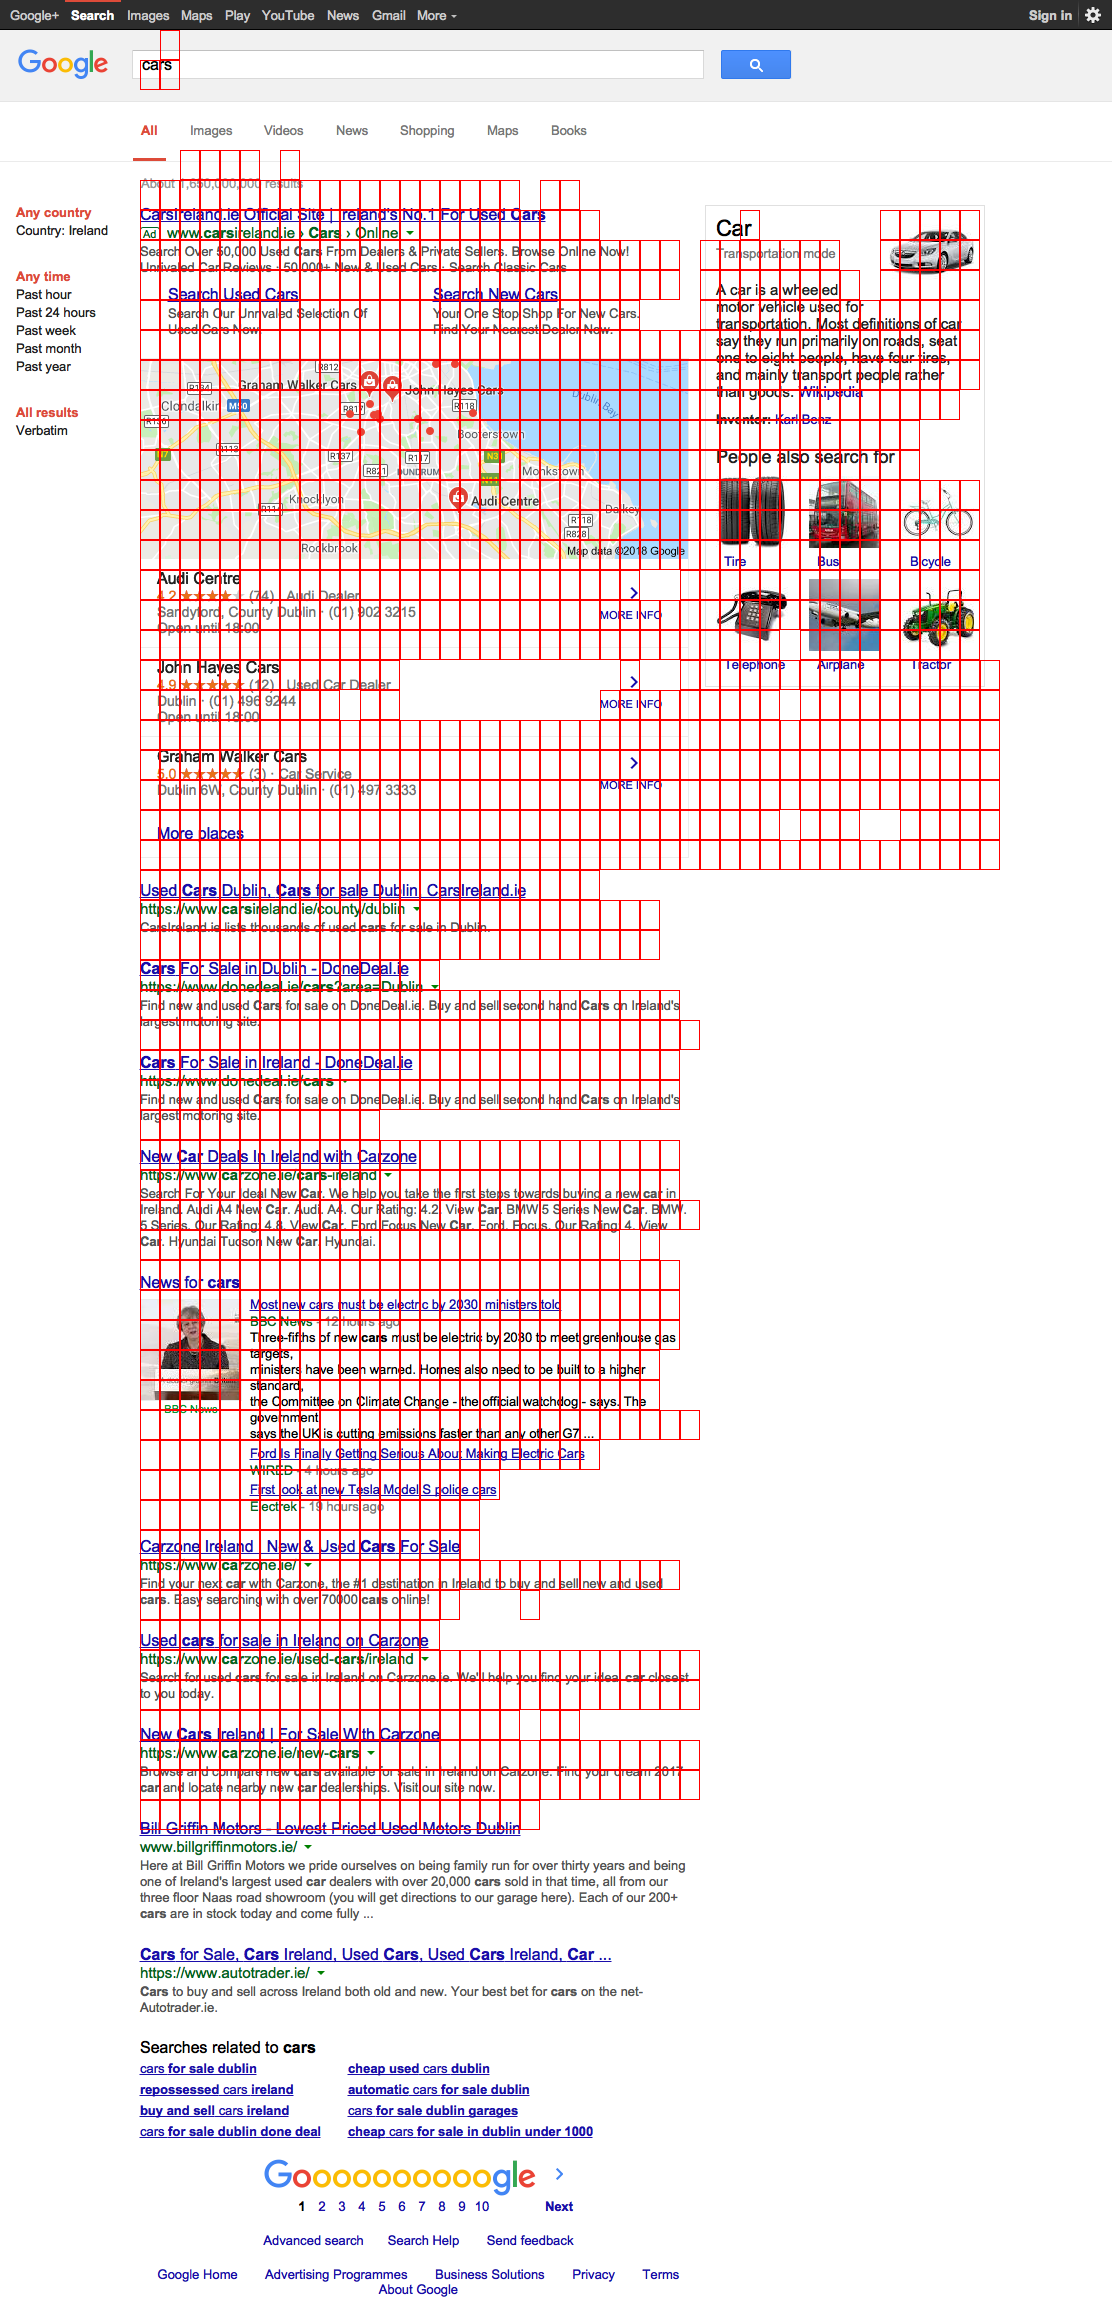 Google+ Search Images Maps Play YouTube News Gmail More Sign in
Google
cars
All Images Videos News Shopping Maps Books
About 1,650,000,000 results
Any country
Country: Ireland
Any time
Past hour
Past 24 hours
Past week
Past month
Past year
All results
Verbatim
CarsIreland.ie Official Site | Ireland's No.1 For Used Cars
Ad www.carsireland.ie › Cars › Online
Search Over 50,000 Used Cars From Dealers & Private Sellers. Browse Online Now!
Unrivaled Car Reviews · 50,000+ New & Used Cars · Search Classic Cars
Search Used Cars
Search Our Unrivaled Selection Of
Used Cars Now
Search New Cars
Your One Stop Shop For New Cars.
Find Your Nearest Dealer Now.
R812
Graham Walker Cars
R134
John Hayes Cars
Clondalkin M50
R817
R118
Dublin Bay
R113
Booterstown
R137
R117
N31
R821
DUNDRUM
Monkstown
Knocklyon
Audi Centre
Dalkey
R118
R828
Rockbrook
Map data ©2018 Google
Audi Centre
4.2 (74) · Audi Dealer
Sandyford, County Dublin · (01) 902 3215
Open until 18:00
MORE INFO
John Hayes Cars
4.9 (12) · Used Car Dealer
Dublin · (01) 496 9244
Open until 18:00
MORE INFO
Graham Walker Cars
5.0 (3) · Car Service
Dublin 6W, County Dublin · (01) 497 3333
MORE INFO
More places
Car
Transportation mode
A car is a wheeled
motor vehicle used for
transportation. Most definitions of car
say they run primarily on roads, seat
one to eight people, have four tires,
and mainly transport people rather
than goods. Wikipedia
Inventor: Karl Benz
People also search for
Tire Bus Bicycle
Telephone Airplane Tractor
Used Cars Dublin, Cars for sale Dublin, CarsIreland.ie
https://www.carsireland.ie/county/dublin
CarsIreland.ie lists thousands of used cars for sale in Dublin.
Cars For Sale in Dublin - DoneDeal.ie
https://www.donedeal.ie/cars?area=Dublin
Find new and used Cars for sale on DoneDeal.ie. Buy and sell second hand Cars on Ireland's
largest motoring site.
Cars For Sale in Ireland - DoneDeal.ie
https://www.donedeal.ie/cars
Find new and used Cars for sale on DoneDeal.ie. Buy and sell second hand Cars on Ireland's
largest motoring site.
New Car Deals In Ireland with Carzone
https://www.carzone.ie/cars-ireland
Search For Your Ideal New Car. We help you take the first steps towards buying a new car in
Ireland. Audi A4 New Car. Audi. A4. Our Rating: 4.2. View Car. BMW 5 Series New Car. BMW.
5 Series. Our Rating: 4.8. View Car. Ford Focus New Car. Ford. Focus. Our Rating: 4. View
Car. Hyundai Tucson New Car. Hyundai.
News for cars
BBC News
Most new cars must be electric by 2030, ministers told
BBC News - 12 hours ago
Three-fifths of new cars must be electric by 2030 to meet greenhouse gas
targets,
ministers have been warned. Homes also need to be built to a higher
standard,
the Committee on Climate Change - the official watchdog - says. The
government
says the UK is cutting emissions faster than any other G7 ...
Ford Is Finally Getting Serious About Making Electric Cars
WIRED - 4 hours ago
First look at new Tesla Model S police cars
Electrek - 19 hours ago
Carzone Ireland | New & Used Cars For Sale
https://www.carzone.ie/
Find your next car with Carzone, the #1 destination in Ireland to buy and sell new and used
cars. Easy searching with over 70000 cars online!
Used cars for sale in Ireland on Carzone
https://www.carzone.ie/used-cars/ireland
Search for used cars for sale in Ireland on Carzone.ie. We'll help you find your ideal car closest
to you today.
New Cars Ireland | For Sale With Carzone
https://www.carzone.ie/new-cars
Browse and compare new cars available for sale in Ireland on Carzone. Find your dream 2017
car and locate nearby new car dealerships. Visit our site now.
Bill Griffin Motors - Lowest Priced Used Motors Dublin
www.billgriffinmotors.ie/
Here at Bill Griffin Motors we pride ourselves on being family run for over thirty years and being
one of Ireland's largest used car dealers with over 20,000 cars sold in that time, all from our
three floor Naas road showroom (you will get directions to our garage here). Each of our 200+
cars are in stock today and come fully ...
Cars for Sale, Cars Ireland, Used Cars, Used Cars Ireland, Car ...
https://www.autotrader.ie/
Cars to buy and sell across Ireland both old and new. Your best bet for cars on the net-
Autotrader.ie.
Searches related to cars
cars for sale dublin cheap used cars dublin
repossessed cars ireland automatic cars for sale dublin
buy and sell cars ireland cars for sale dublin garages
cars for sale dublin done deal cheap cars for sale in dublin under 1000
Goooooooooogle
1 2 3 4 5 6 7 8 9 10 Next
Advanced search Search Help Send feedback
Google Home Advertising Programmes Business Solutions Privacy Terms
About Google